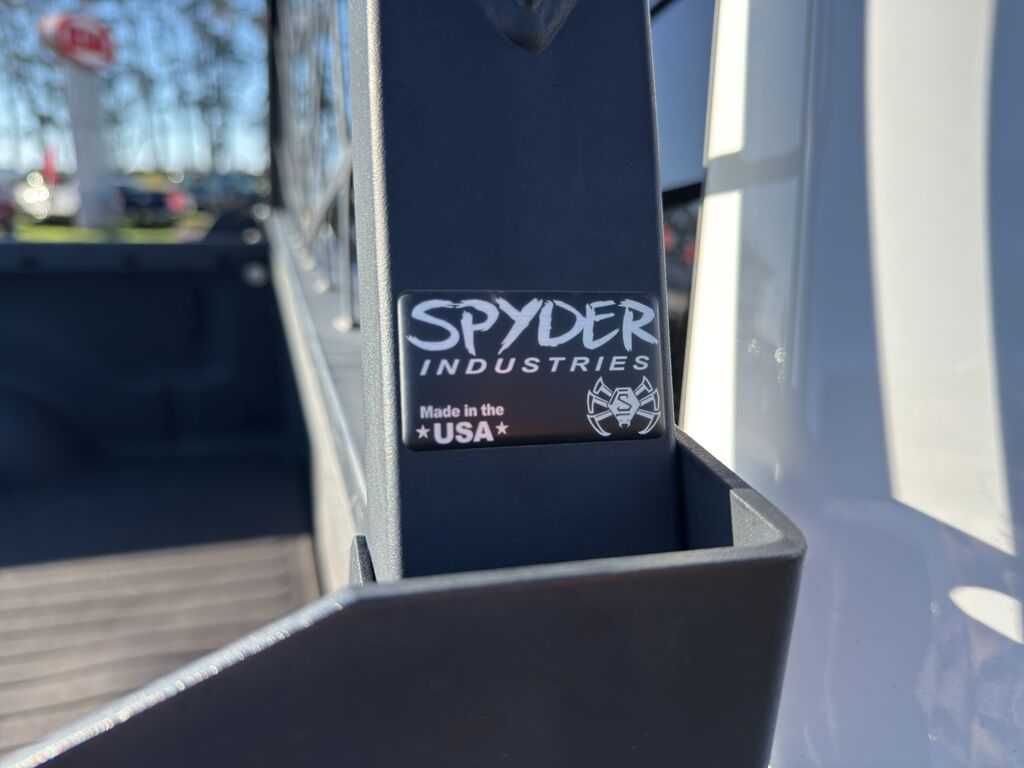 SPYDER
INDUSTRIES
S
Made in the
★USA★